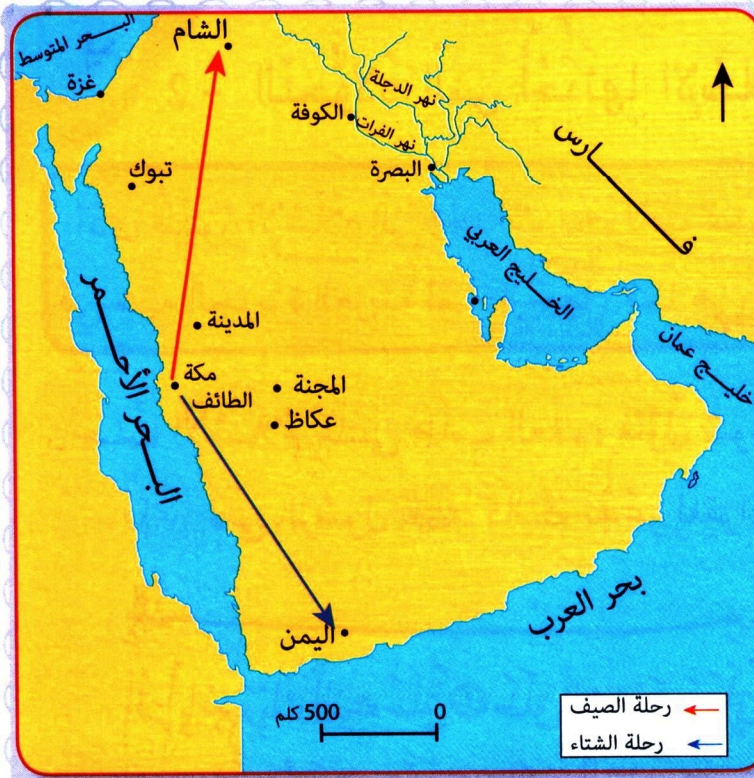 البحر المتوسط
الشام
غزة
نهر الدجلة
الكوفة
نهر الفرات
البصرة
فارس
تبوك
الخليج العربي
المدينة
خليج عمان
مكة
المجنة
الطائف
عكاظ
البحر الأحمر
اليمن
بحر العرب
500 كلم 0
رحلة الصيف
رحلة الشتاء